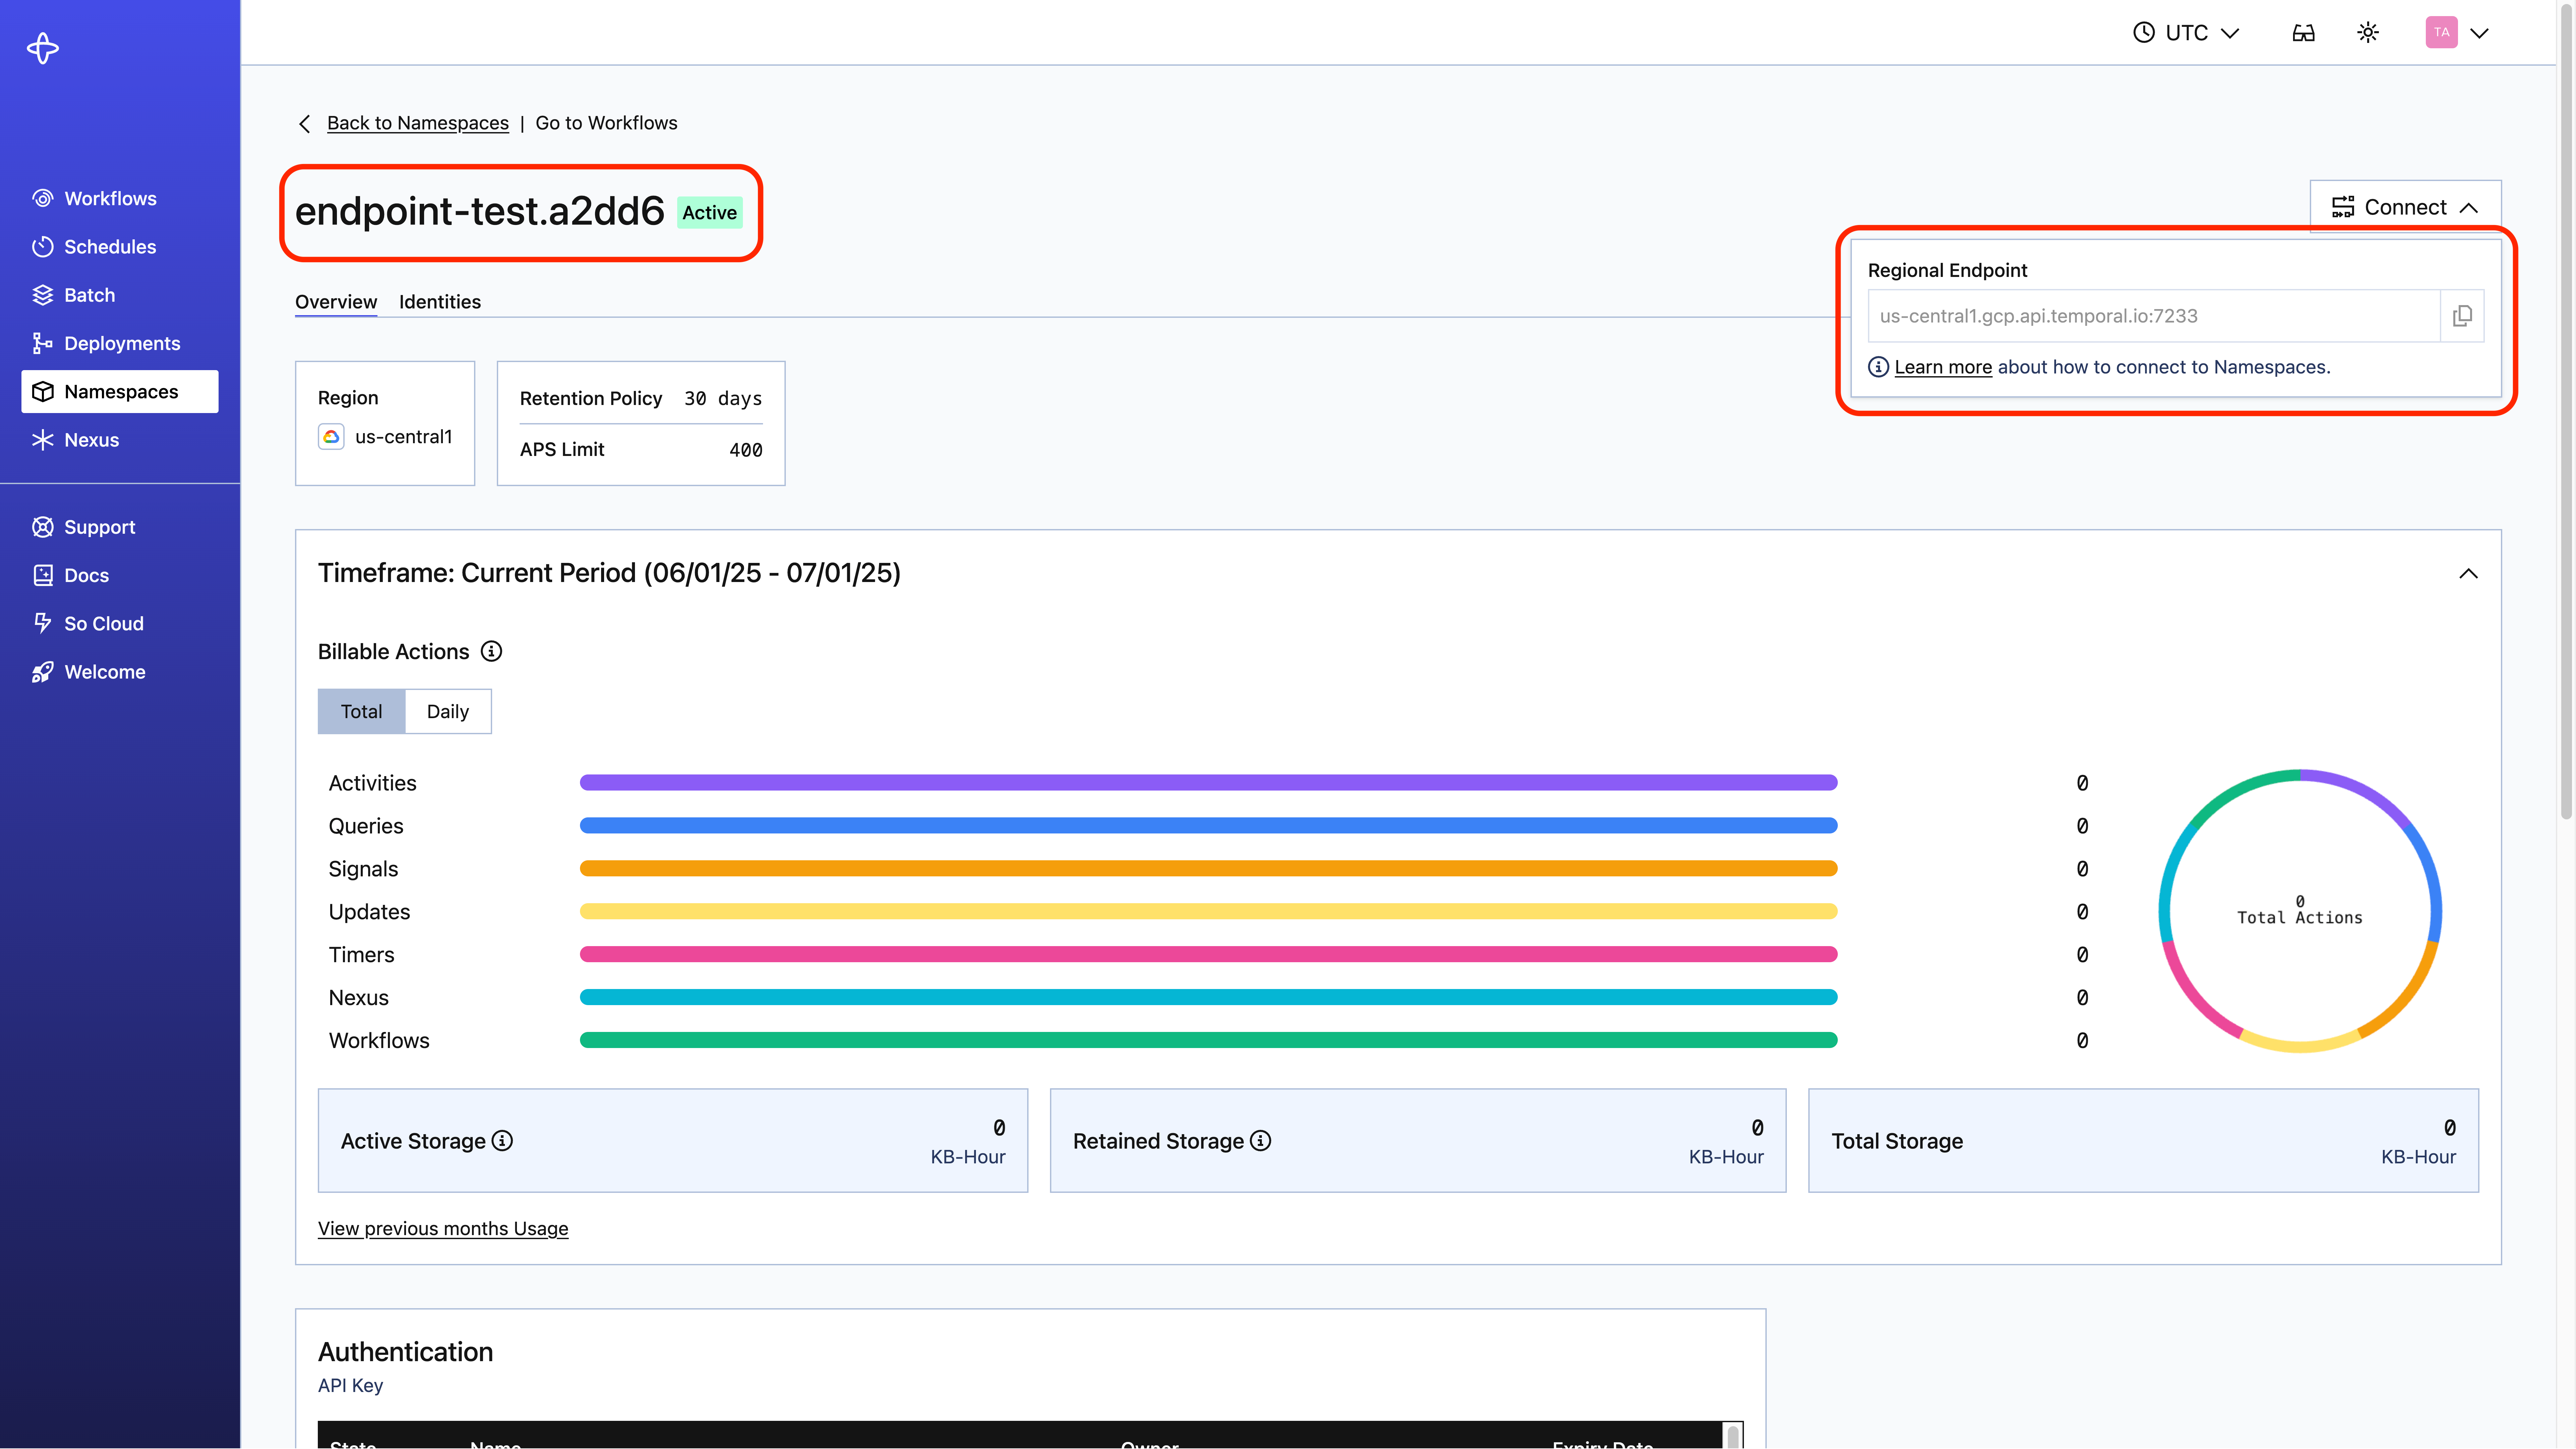 UTC
TA
Back to Namespaces | Go to Workflows
endpoint-test.a2dd6 Active
Connect
Regional Endpoint
us-central1.gcp.api.temporal.io:7233
Learn more about how to connect to Namespaces.
Workflows
Schedules
Batch
Deployments
Namespaces
Nexus
Support
Docs
So Cloud
Welcome
Overview Identities
Region
us-central1
Retention Policy 30 days
APS Limit 400
Timeframe: Current Period (06/01/25 - 07/01/25)
Billable Actions
Total Daily
Activities 0
Queries 0
Signals 0
Updates 0
Timers 0
Nexus 0
Workflows 0
0
Total Actions
Active Storage 0
KB-Hour
Retained Storage 0
KB-Hour
Total Storage 0
KB-Hour
View previous months Usage
Authentication
API Key
State Name Owner Expiry Date